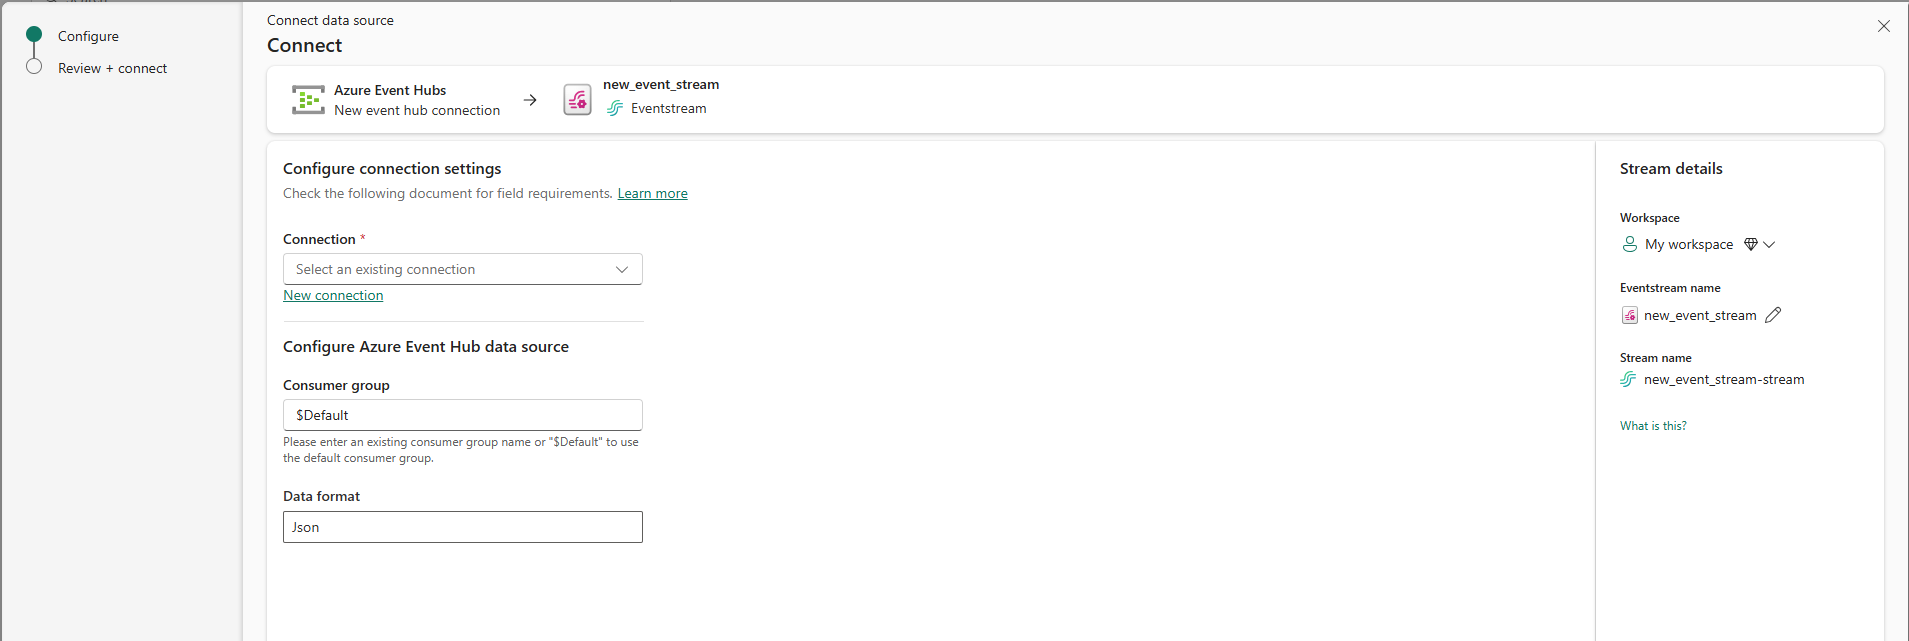 Configure
Review + connect
Connect data source
Connect
Azure Event Hubs
New event hub connection
new_event_stream
Eventstream
Configure connection settings
Check the following document for field requirements. Learn more
Connection *
Select an existing connection
New connection
Configure Azure Event Hub data source
Consumer group
$Default
Please enter an existing consumer group name or "$Default" to use
the default consumer group.
Data format
Json
Stream details
Workspace
My workspace
Eventstream name
new_event_stream
Stream name
new_event_stream-stream
What is this?